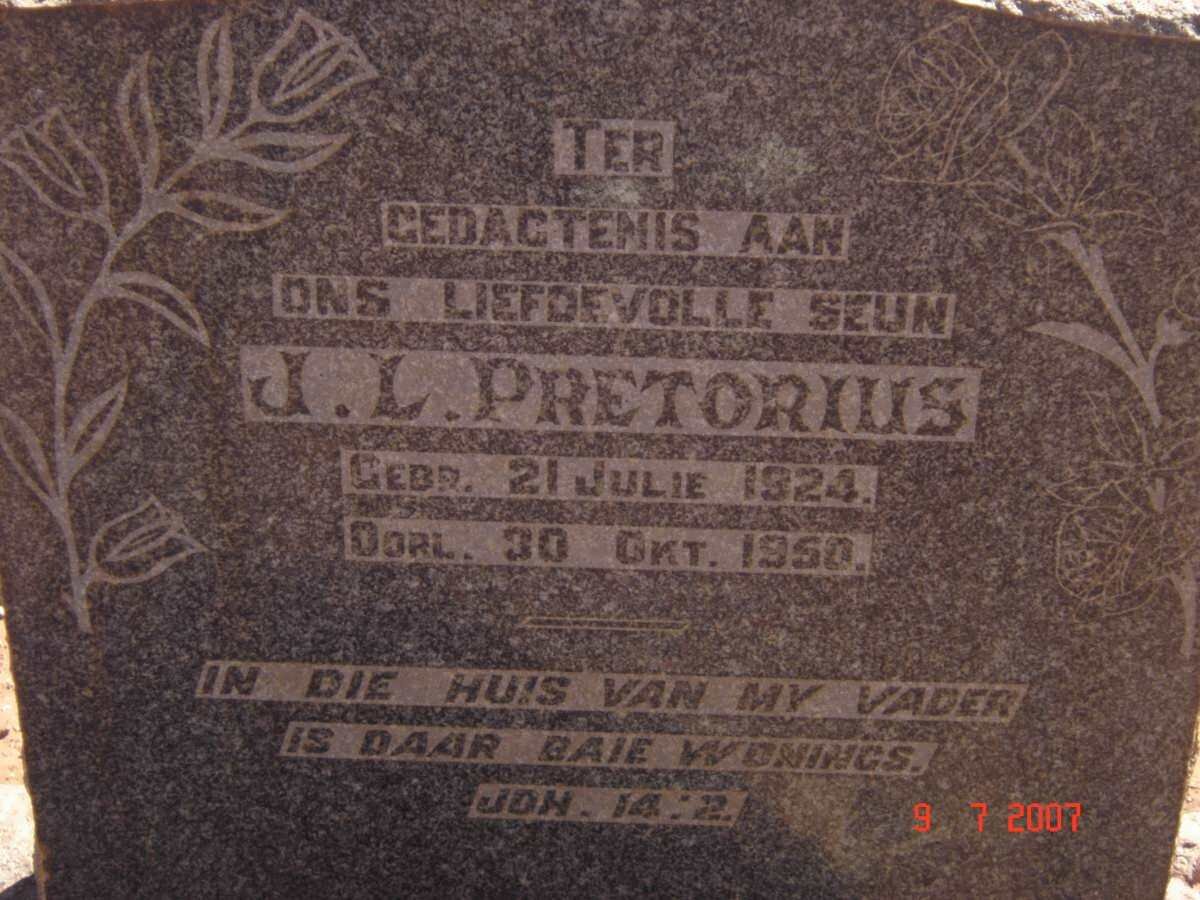 TER
GEDAGTENIS AAN
ONS LIEFDEVOLLE SEUN
J. L. PRETORIUS
GEBR. 21 JULIE 1924.
OORL. 30 OKT. 1950.
IN DIE HUIS VAN MY VADER
IS DAAR BAIE WONINGS.
JOH. 14:2.
9 7 2007